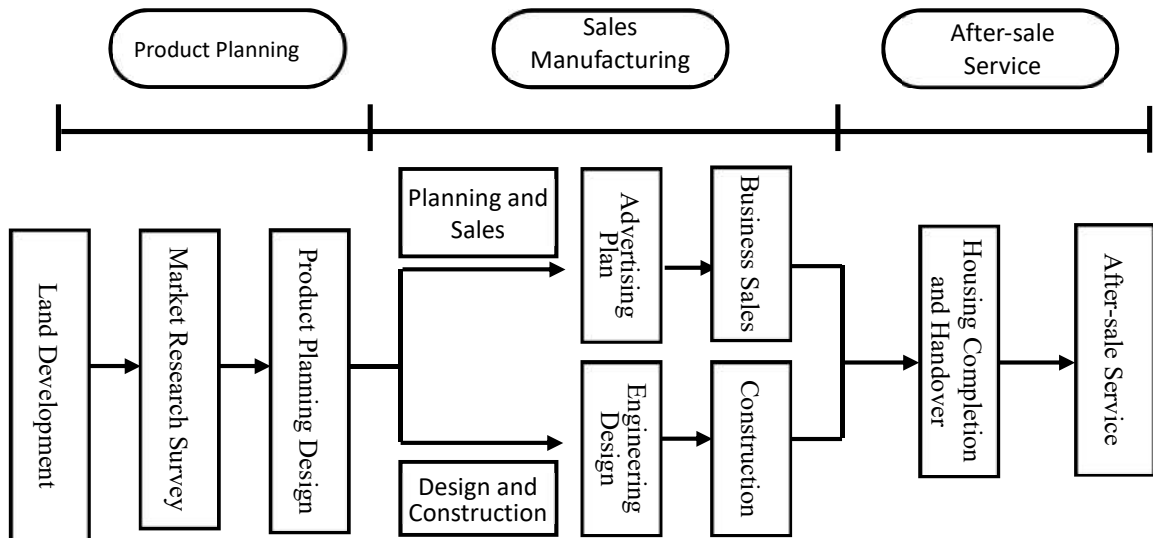 Product Planning
Sales
Manufacturing
After-sale
Service
Land Development
Market Research Survey
Product Planning Design
Planning and
Sales
Design and
Construction
Advertising
Plan
Business Sales
Engineering
Design
Construction
Housing Completion
and Handover
After-sale Service